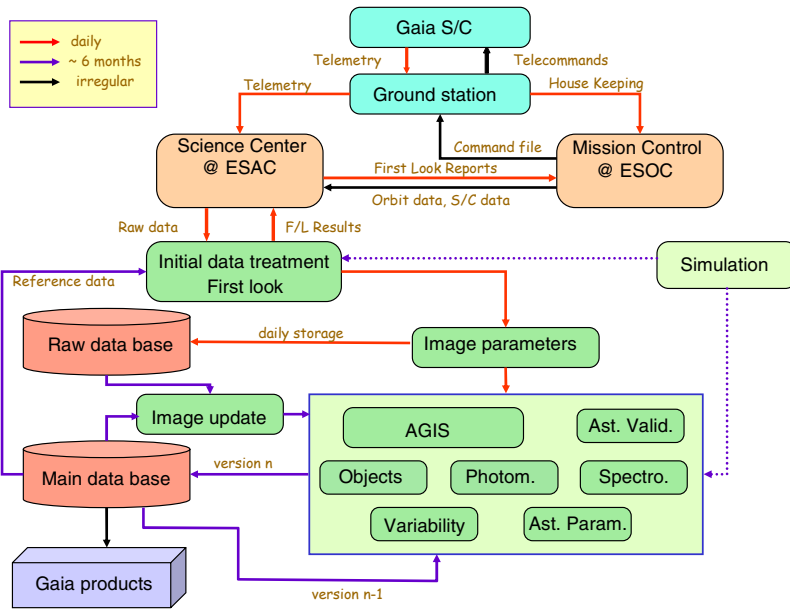 daily
~ 6 months
irregular
Gaia S/C
Telemetry
Telecommands
Telemetry
Ground station
House Keeping
Science Center
@ ESAC
Command file
Mission Control
@ ESOC
First Look Reports
Orbit data, S/C data
Raw data
F/L Results
Reference data
Initial data treatment
First look
Simulation
Raw data base
daily storage
Image parameters
Image update
AGIS
Ast. Valid.
Main data base
version n
Objects
Photom.
Spectro.
Variability
Ast. Param.
Gaia products
version n-1